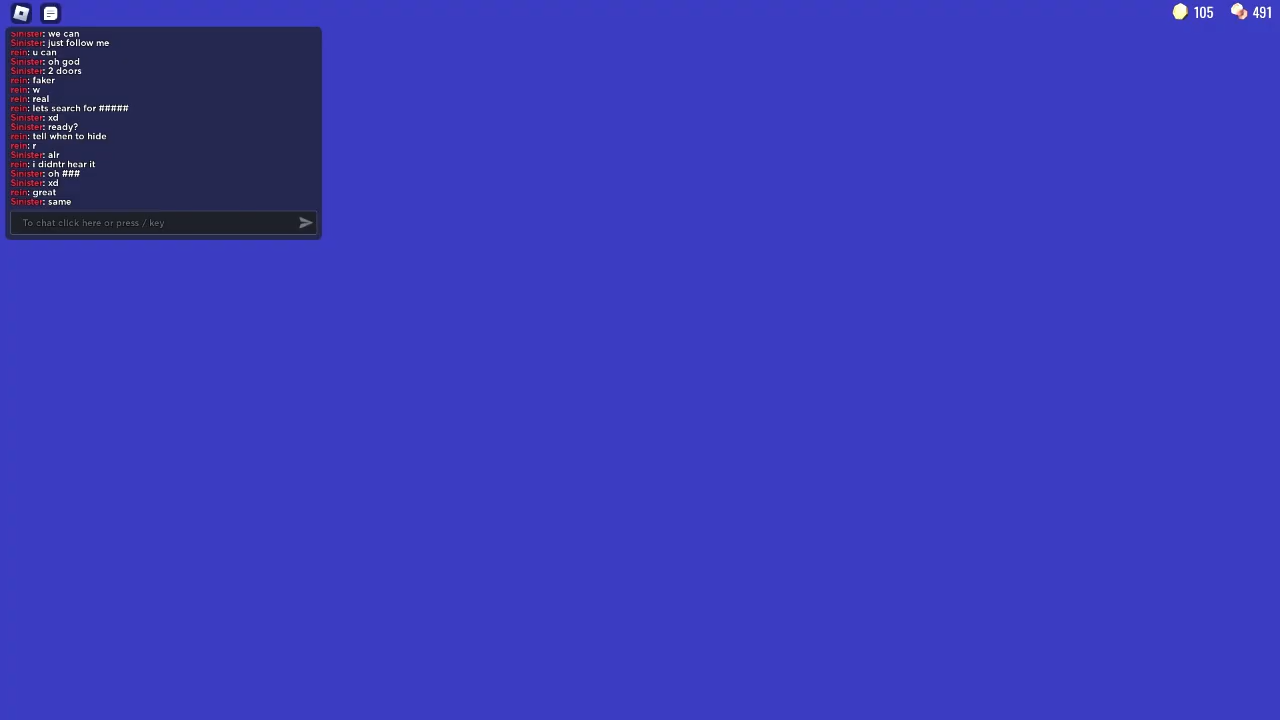 105 491
Sinister: we can
Sinister: just follow me
rein: u can
Sinister: oh god
Sinister: 2 doors
rein: faker
rein: w
rein: real
rein: lets search for #####
Sinister: xd
Sinister: ready?
rein: tell when to hide
rein: r
Sinister: alr
rein: i didntr hear it
Sinister: oh ###
Sinister: xd
rein: great
Sinister: same
To chat click here or press / key